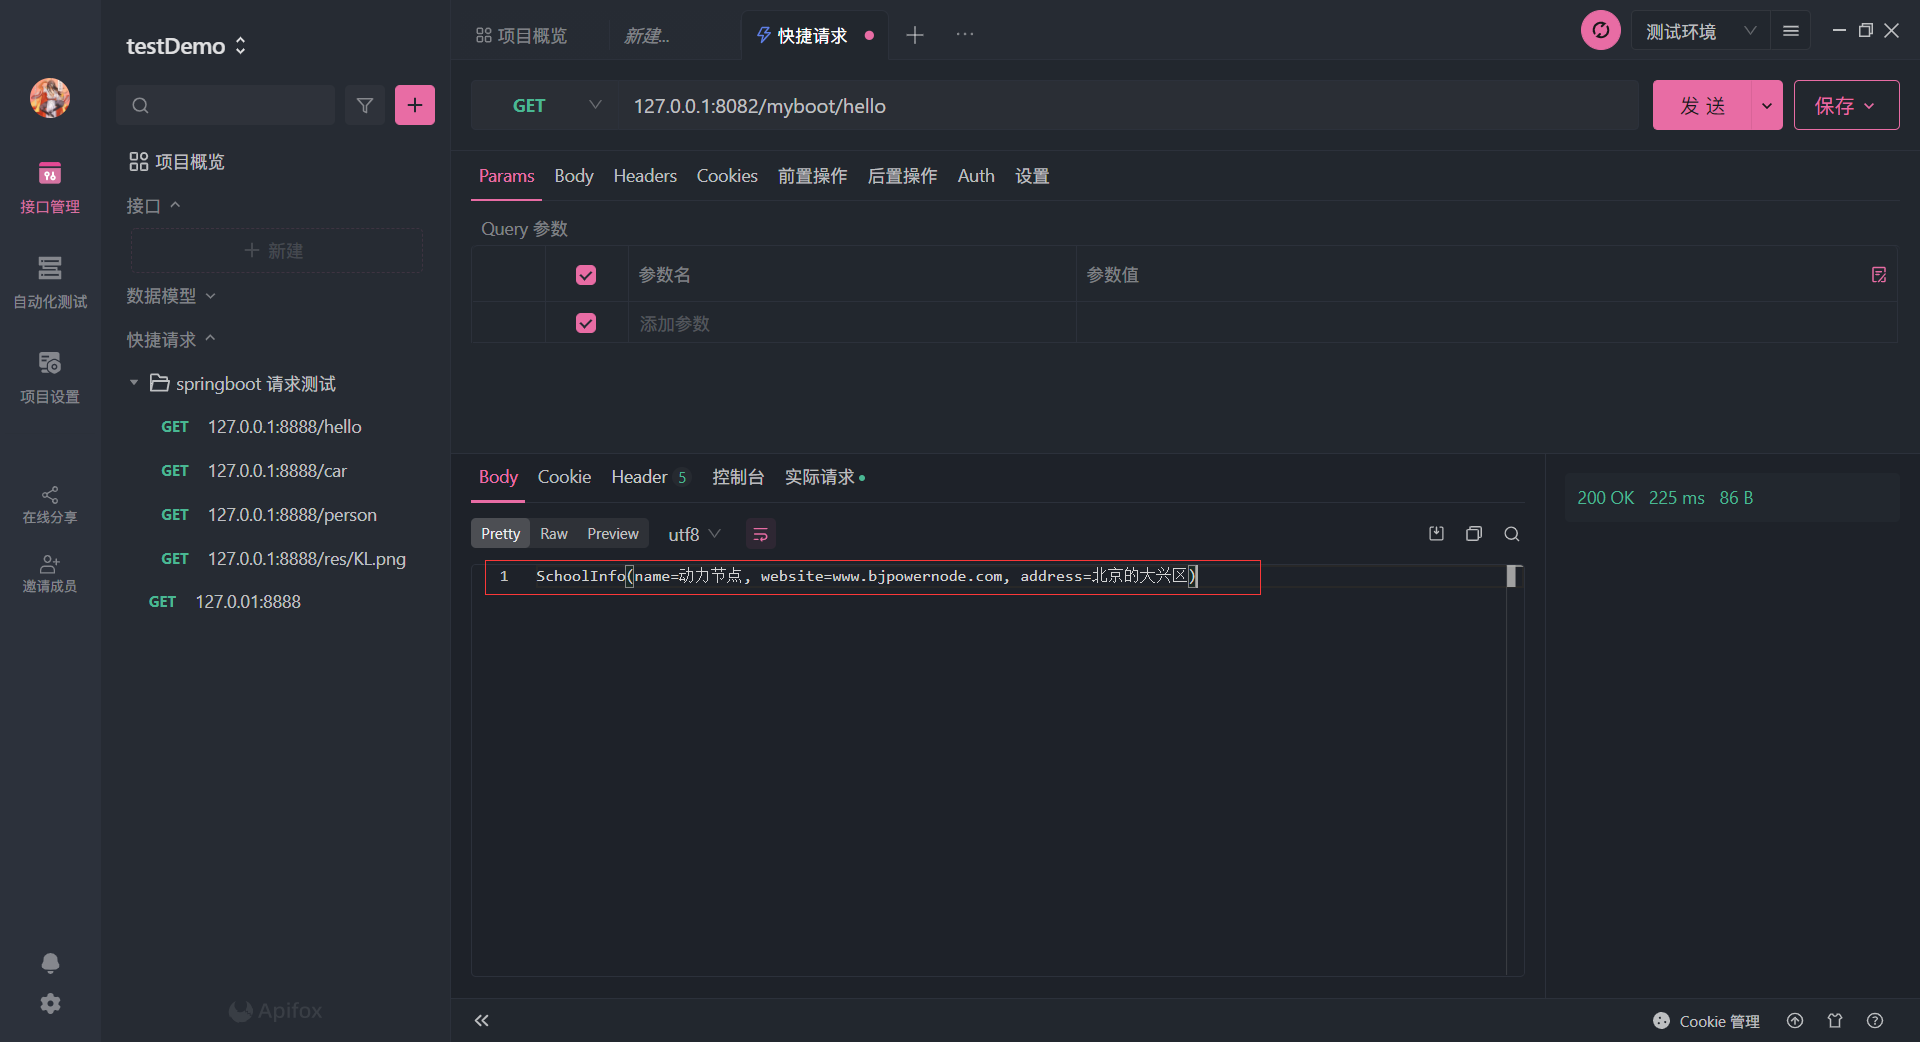 testDemo
项目概览
新建...
快捷请求
测试环境
GET
127.0.0.1:8082/myboot/hello
发 送
保存
接口管理
自动化测试
项目设置
在线分享
邀请成员
项目概览
接口
新建
数据模型
快捷请求
springboot 请求测试
GET 127.0.0.1:8888/hello
GET 127.0.0.1:8888/car
GET 127.0.0.1:8888/person
GET 127.0.0.1:8888/res/KL.png
GET 127.0.01:8888
Apifox
Params Body Headers Cookies 前置操作 后置操作 Auth 设置
Query 参数
参数名 参数值
添加参数
Body Cookie Header 5 控制台 实际请求
200 OK 225 ms 86 B
Pretty Raw Preview utf8
1 SchoolInfo(name=动力节点, website=www.bjpowernode.com, address=北京的大兴区)
Cookie 管理